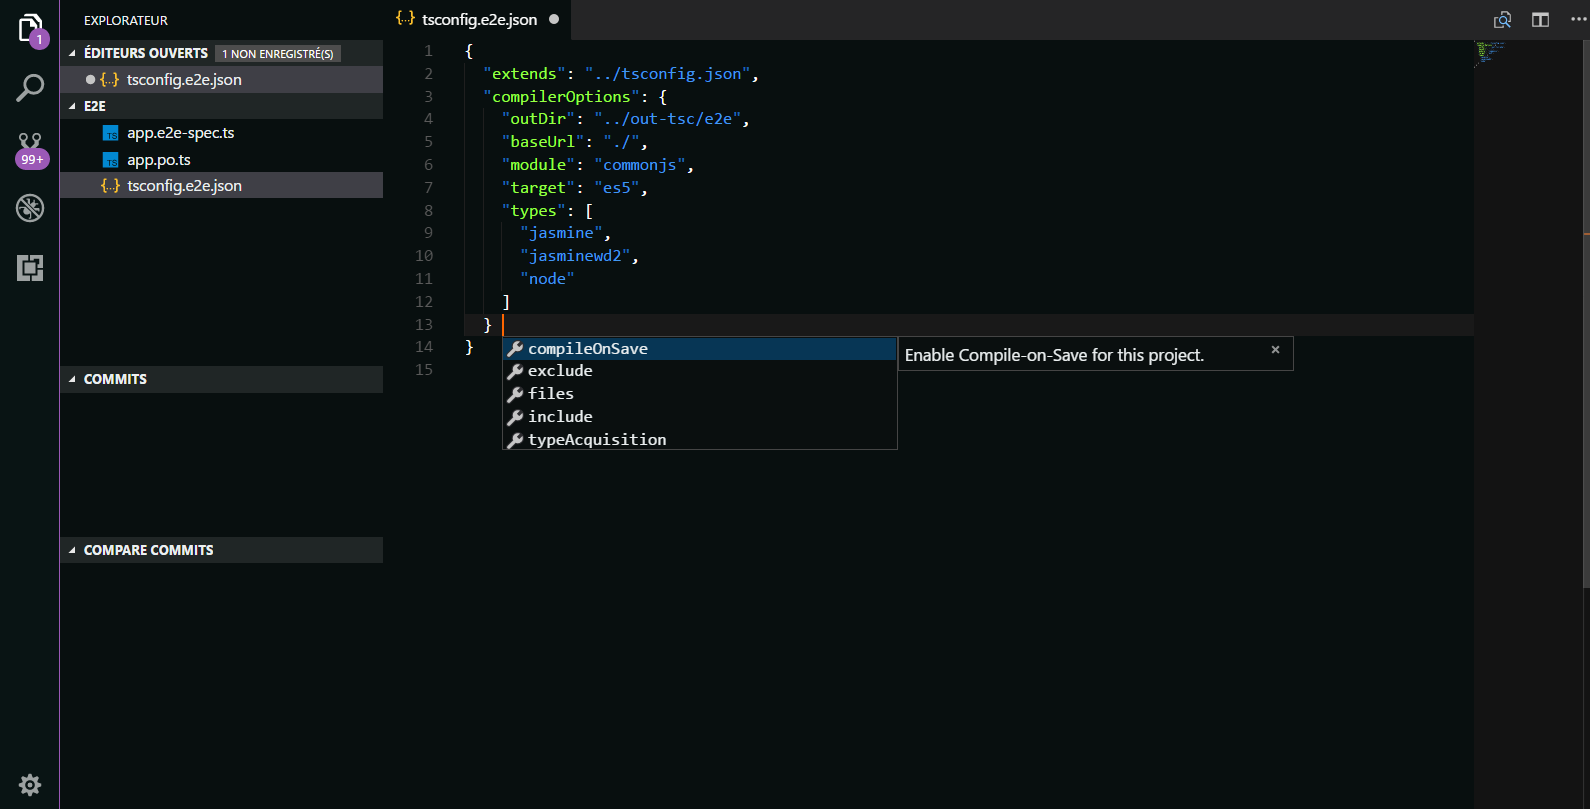 EXPLORATEUR
ÉDITEURS OUVERTS 1 NON ENREGISTRÉ(S)
{..} tsconfig.e2e.json
E2E
TS app.e2e-spec.ts
TS app.po.ts
{..} tsconfig.e2e.json
COMMITS
COMPARE COMMITS
1
99+
{..} tsconfig.e2e.json
1 {
2 "extends": "../tsconfig.json",
3 "compilerOptions": {
4 "outDir": "../out-tsc/e2e",
5 "baseUrl": "./",
6 "module": "commonjs",
7 "target": "es5",
8 "types": [
9 "jasmine",
10 "jasminewd2",
11 "node"
12 ]
13 }
14 }
15
compileOnSave
exclude
files
include
typeAcquisition
Enable Compile-on-Save for this project.